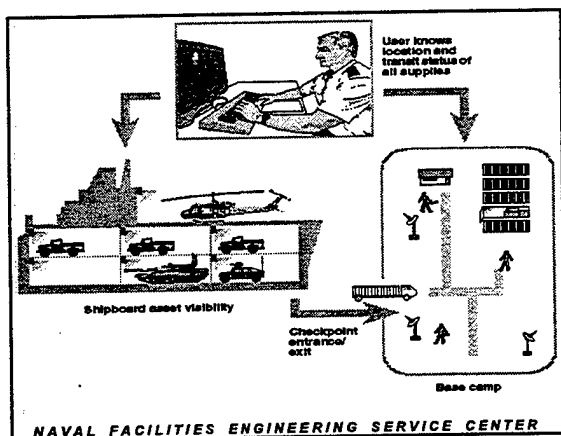 User knows
location and
transit status of
all supplies
Shipboard asset visibility
Checkpoint
entrance/
exit
Base camp
NAVAL FACILITIES ENGINEERING SERVICE CENTER